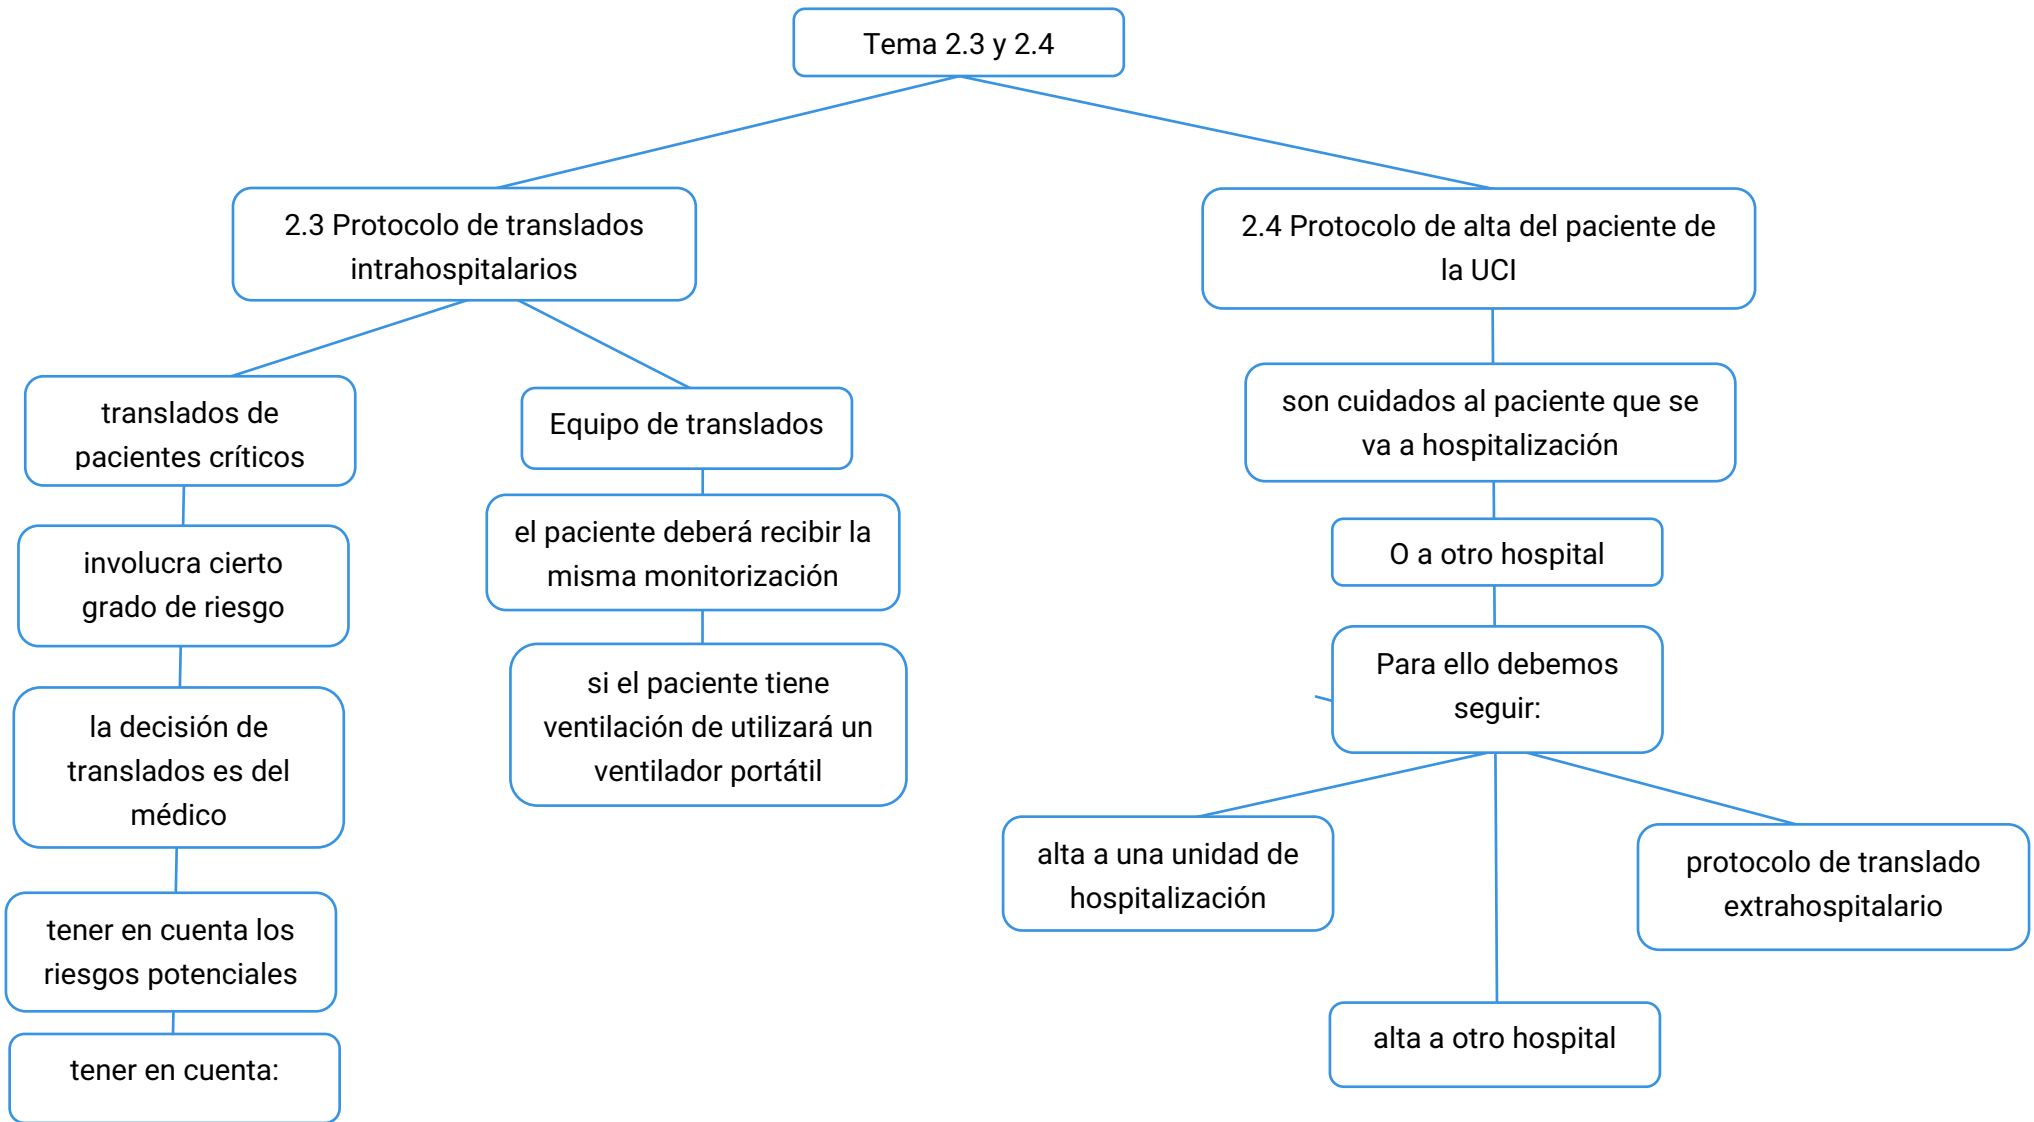 Tema 2.3 y 2.4
2.3 Protocolo de translados
intrahospitalarios
2.4 Protocolo de alta del paciente de
la UCI
translados de
pacientes críticos
involucra cierto
grado de riesgo
la decisión de
translados es del
médico
tener en cuenta los
riesgos potenciales
tener en cuenta:
Equipo de translados
el paciente deberá recibir la
misma monitorización
si el paciente tiene
ventilación de utilizará un
ventilador portátil
son cuidados al paciente que se
va a hospitalización
O a otro hospital
Para ello debemos
seguir:
alta a una unidad de
hospitalización
alta a otro hospital
protocolo de translado
extrahospitalario